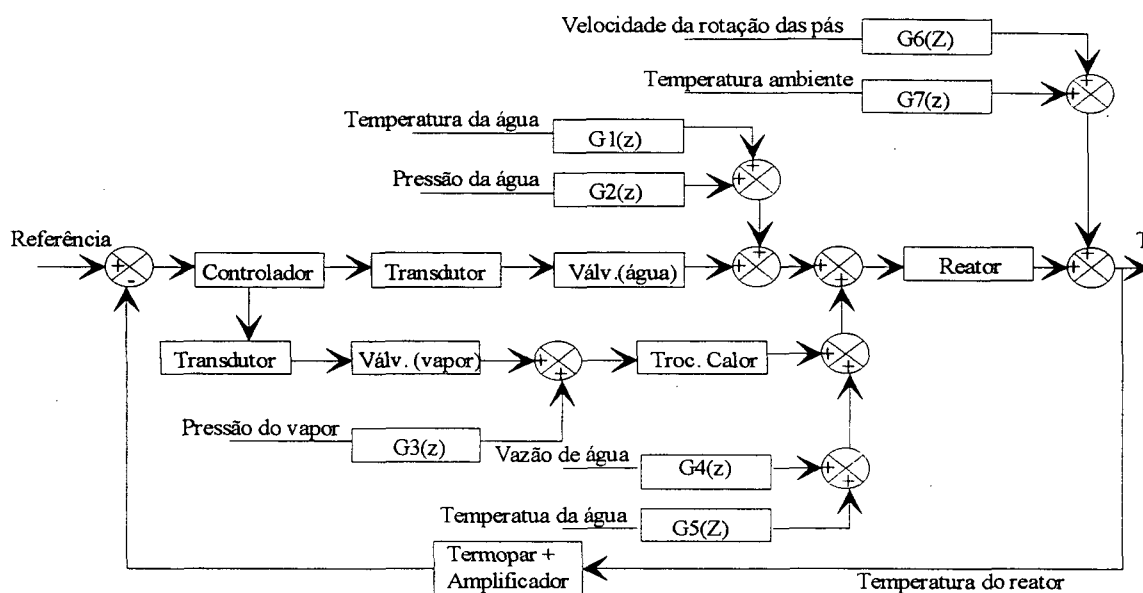 Velocidade da rotação das pás
G6(Z)
Temperatura ambiente
G7(z)
Temperatura da água
G1(z)
Pressão da água
G2(z)
Referência
Controlador
Transdutor
Válv.(água)
Reator
T
Transdutor
Válv. (vapor)
Troc. Calor
Pressão do vapor
G3(z)
Vazão de água
G4(z)
Temperatua da água
G5(Z)
Termopar +
Amplificador
Temperatura do reator